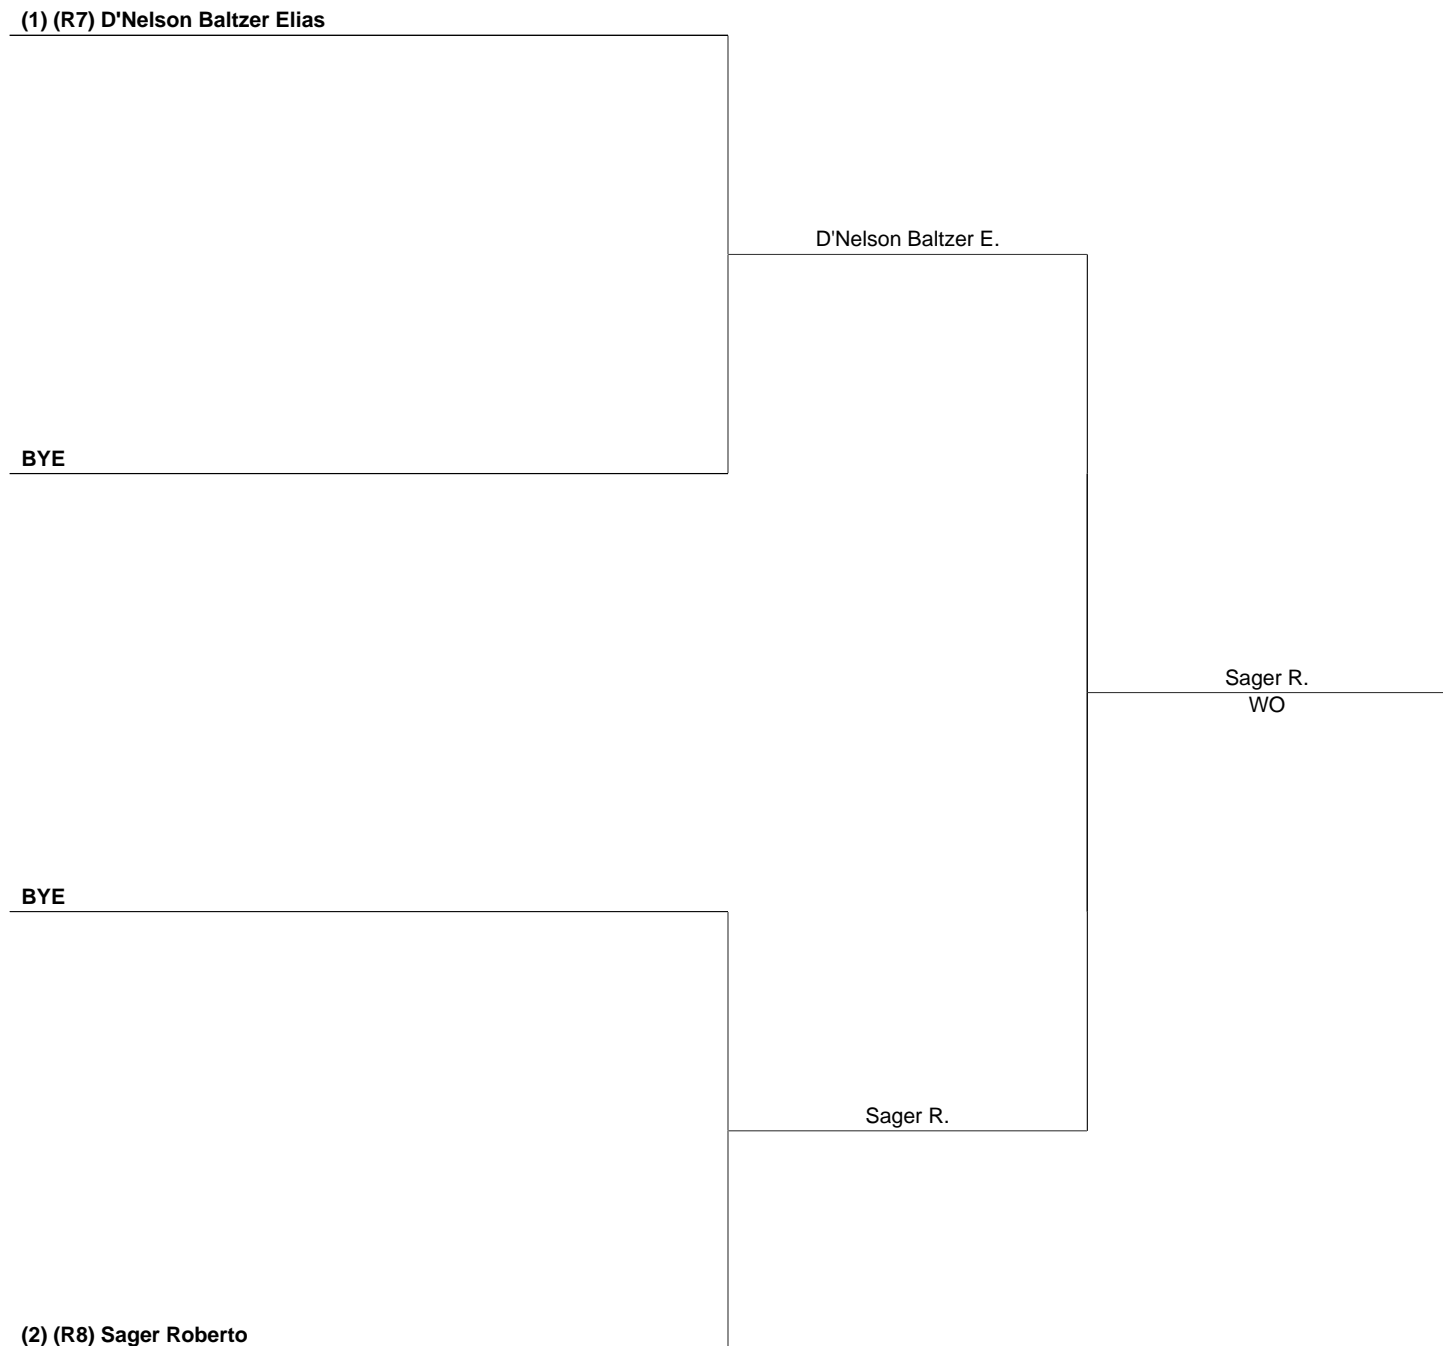 (1) (R7) D'Nelson Baltzer Elias
D'Nelson Baltzer E.
BYE
Sager R.
WO
BYE
Sager R.
(2) (R8) Sager Roberto